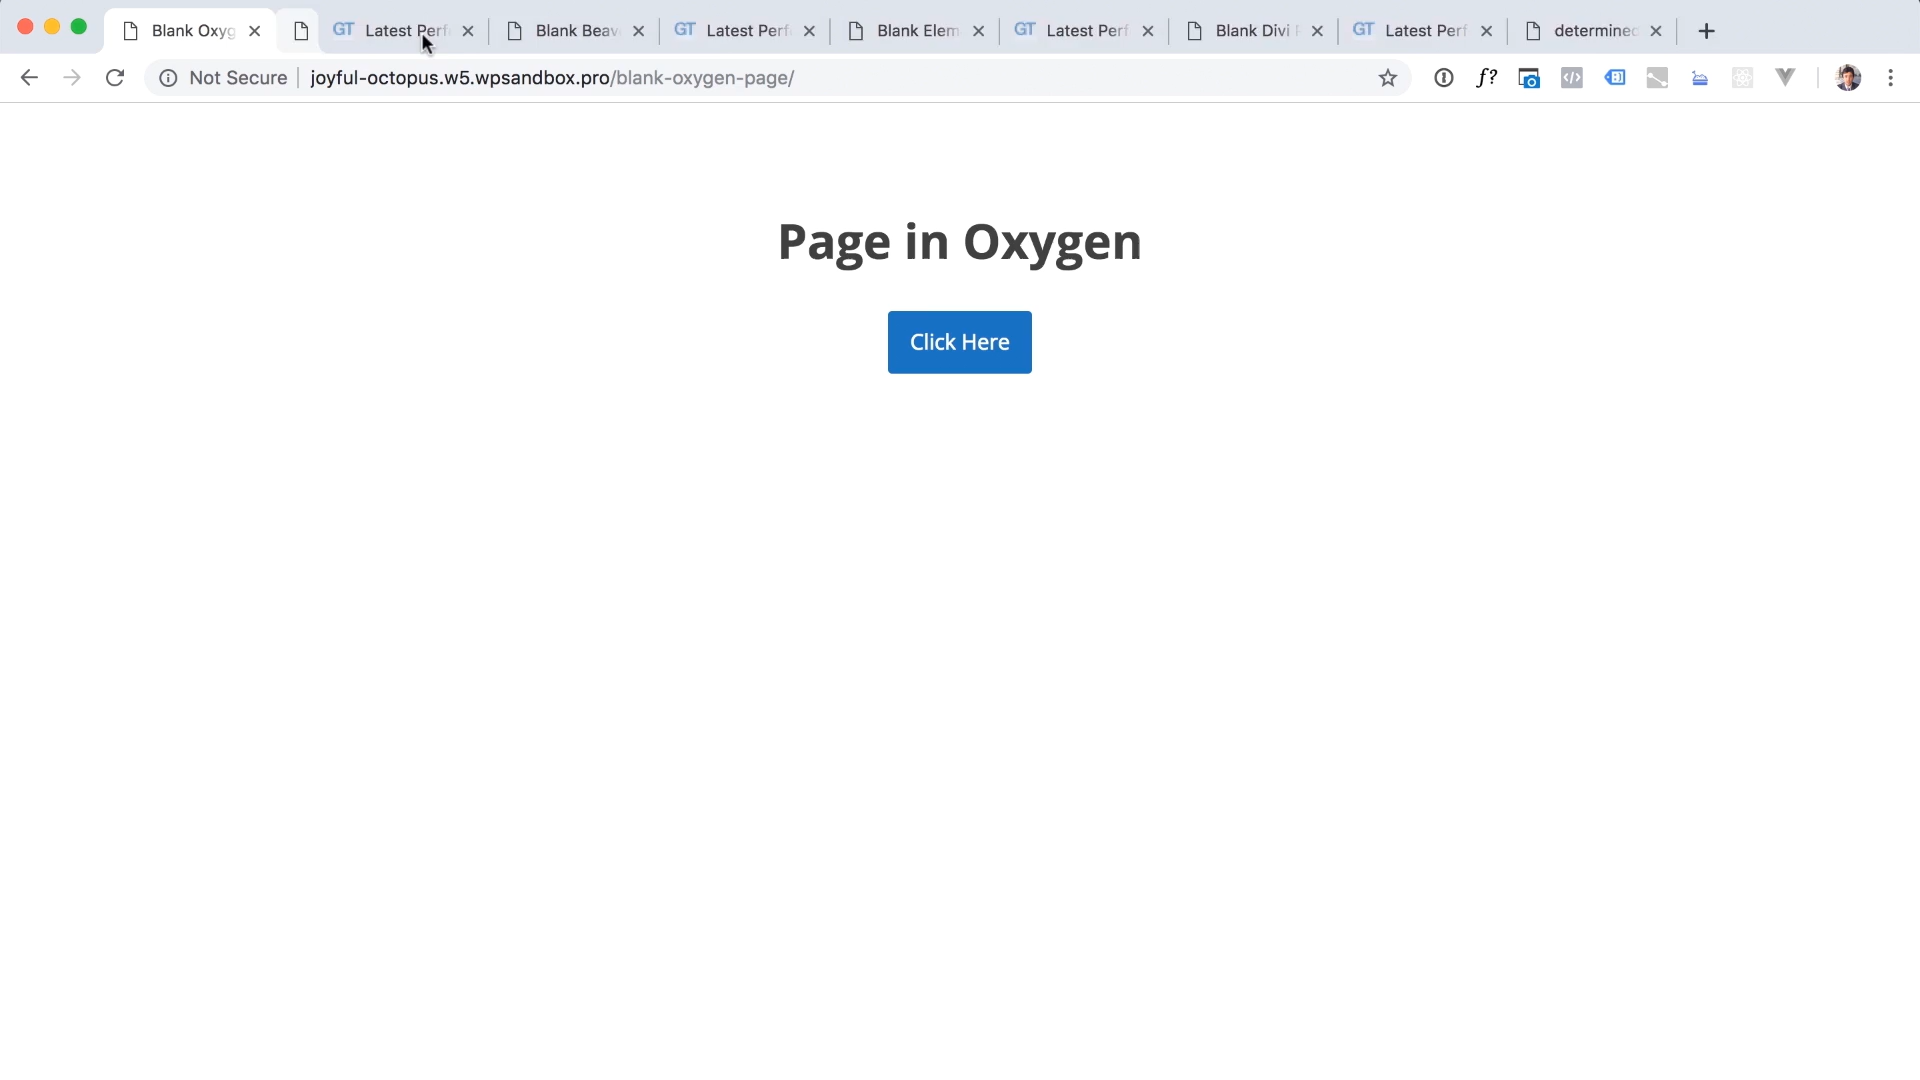 Blank Oxyg
GT Latest Perf
Blank Beav
GT Latest Perf
Blank Elem
GT Latest Perf
Blank Divi
GT Latest Perf
determined
Not Secure joyful-octopus.w5.wpsandbox.pro/blank-oxygen-page/
f?
Page in Oxygen
Click Here